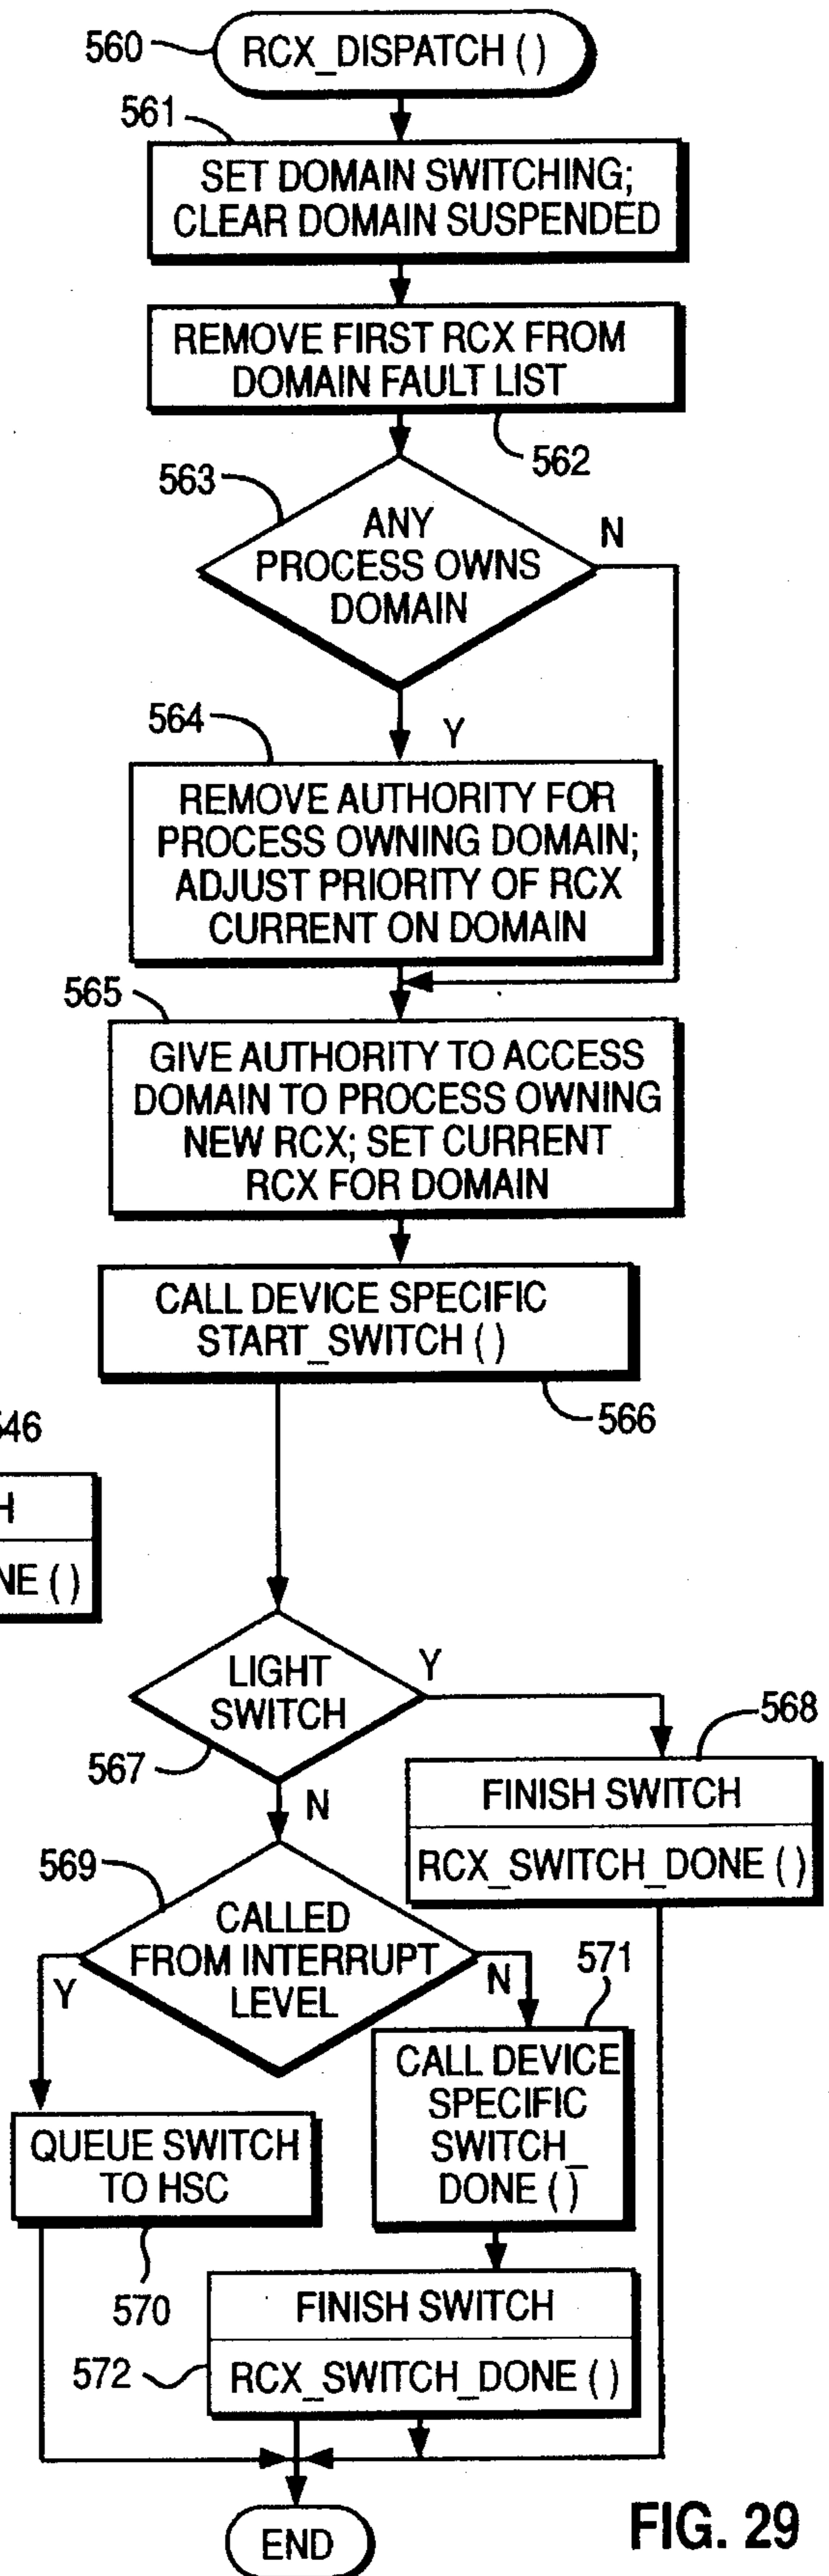 560
RCX_DISPATCH ( )
561
SET DOMAIN SWITCHING;
CLEAR DOMAIN SUSPENDED
REMOVE FIRST RCX FROM
DOMAIN FAULT LIST
562
563
ANY
PROCESS OWNS
DOMAIN
N
Y
564
REMOVE AUTHORITY FOR
PROCESS OWNING DOMAIN;
ADJUST PRIORITY OF RCX
CURRENT ON DOMAIN
565
GIVE AUTHORITY TO ACCESS
DOMAIN TO PROCESS OWNING
NEW RCX; SET CURRENT
RCX FOR DOMAIN
CALL DEVICE SPECIFIC
START_SWITCH ( )
566
546
H
NE ( )
LIGHT
SWITCH
Y
567
N
568
FINISH SWITCH
RCX_SWITCH_DONE ( )
569
CALLED
FROM INTERRUPT
LEVEL
Y
N
571
CALL DEVICE
SPECIFIC
SWITCH_
DONE ( )
QUEUE SWITCH
TO HSC
570
FINISH SWITCH
572
RCX_SWITCH_DONE ( )
END
FIG. 29